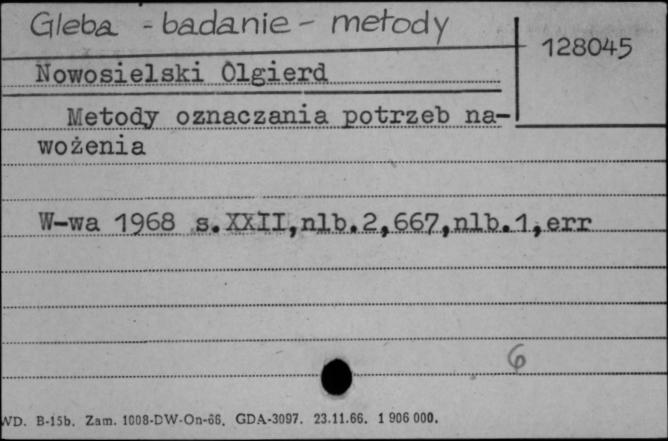 Gleba - badanie - metody
128045
Nowosielski Olgierd
Metody oznaczania potrzeb na-
wożenia
W-wa 1968 s.XXII,nlb.2,667,nlb.1,err
6
WD. B-15b. Zam. 1008-DW-On-66. GDA-3097. 23.11.66. 1 906 000.